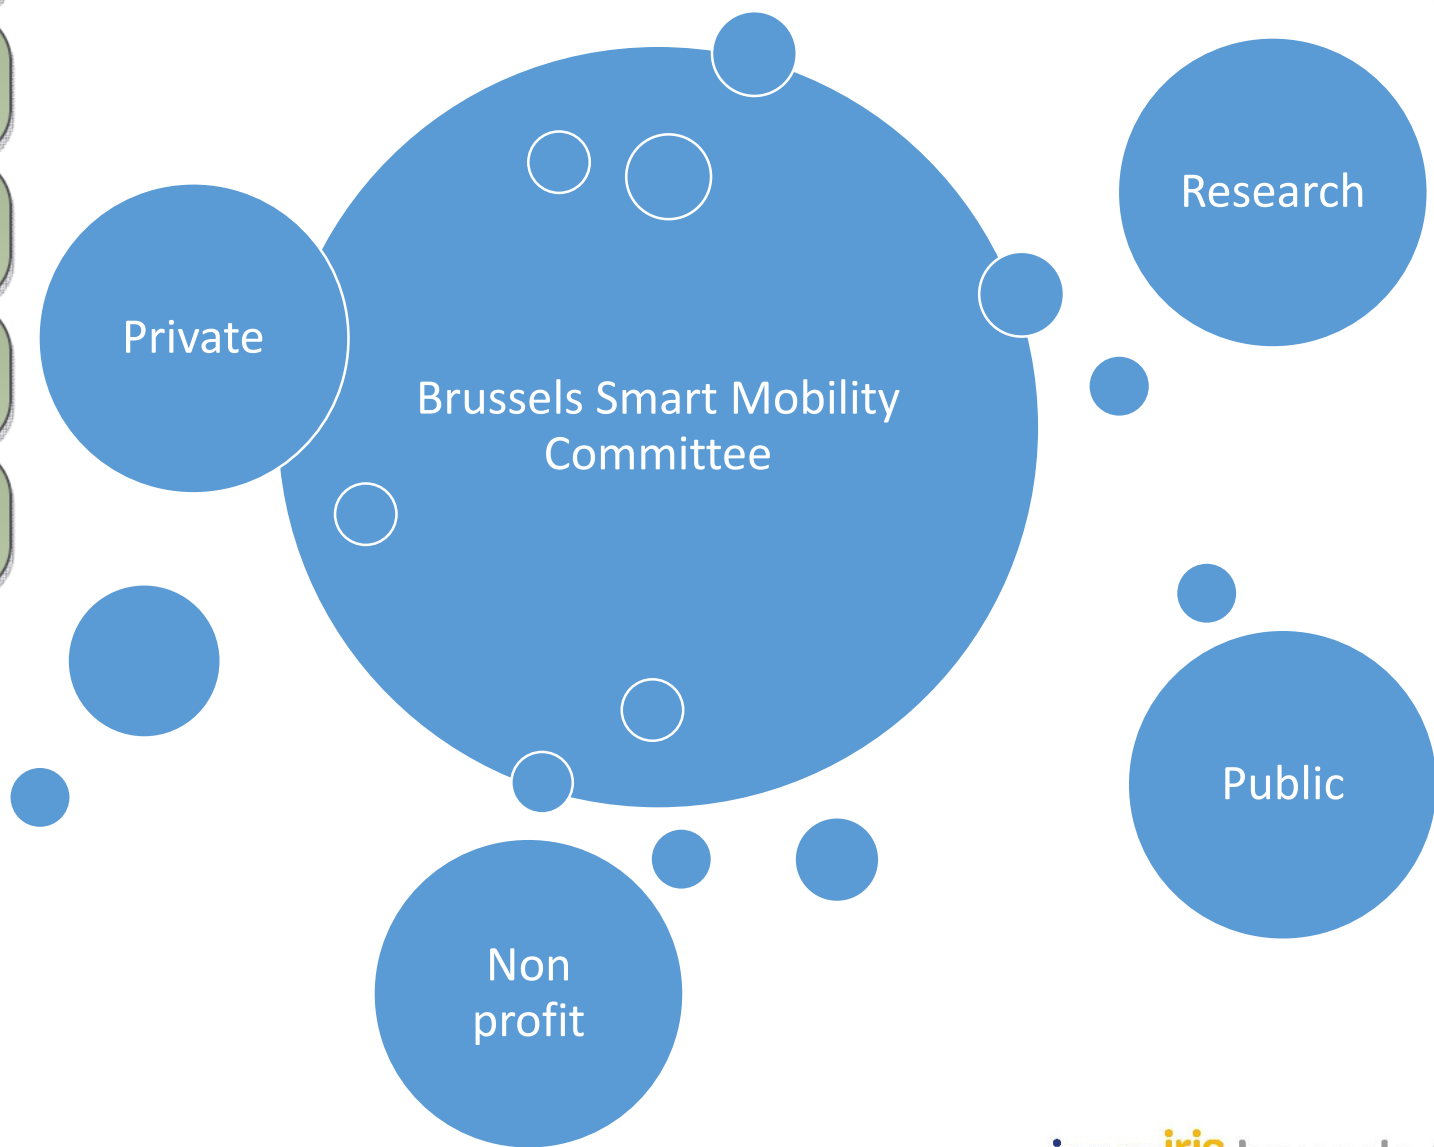 Research
Private
Brussels Smart Mobility
Committee
Public
Non
profit